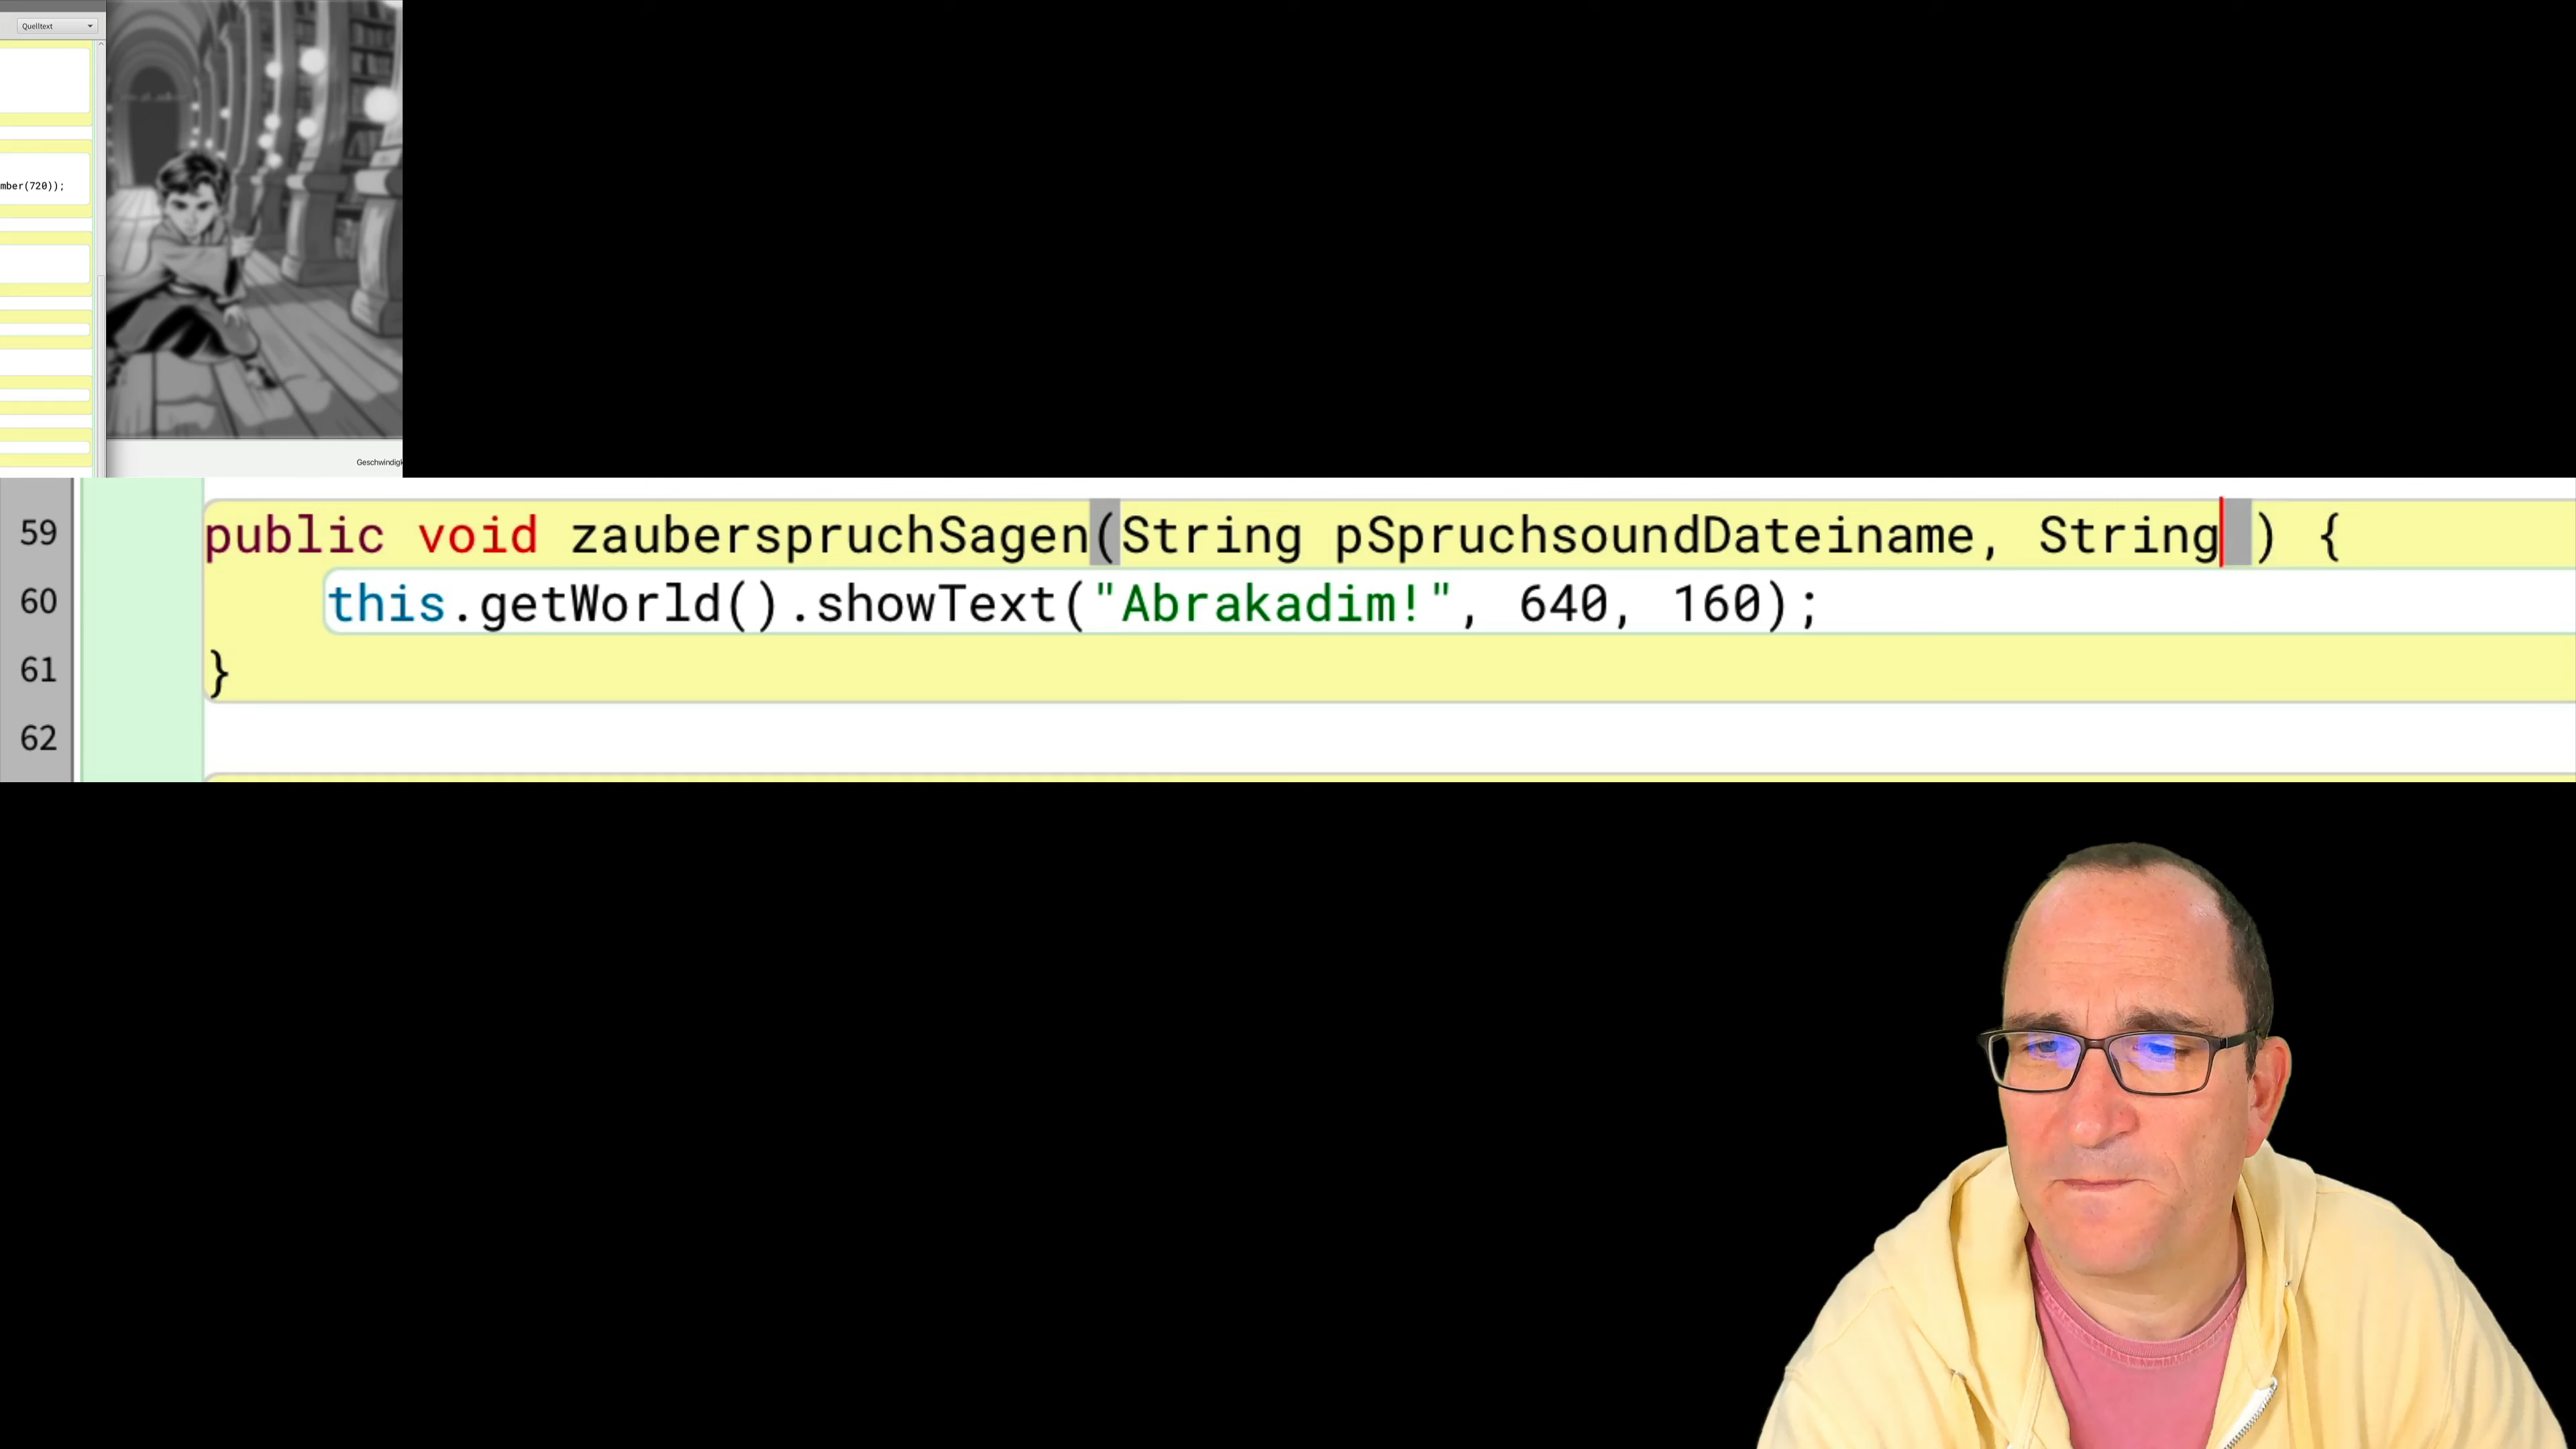 Quelltext
mber(720));
Geschwindigk
59 public void zauberspruchSagen(String pSpruchsoundDateiname, String ) {
60 this.getWorld().showText("Abrakadim!", 640, 160);
61 }
62